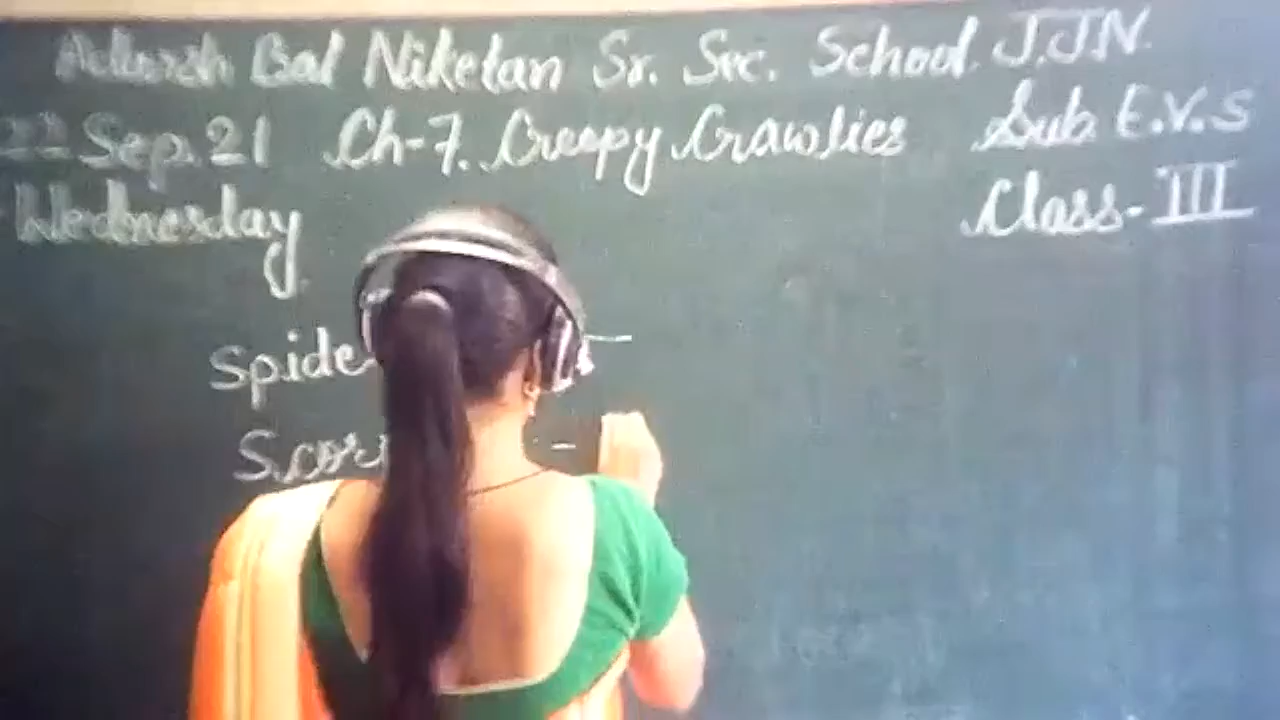 Adarsh Bal Niketan Sr. Sec. School. J.J.N.
22 Sep. 21 Ch-7. Creepy Crawlies Sub. E.V.S
Wednesday Class- III
Spide –
Scor -